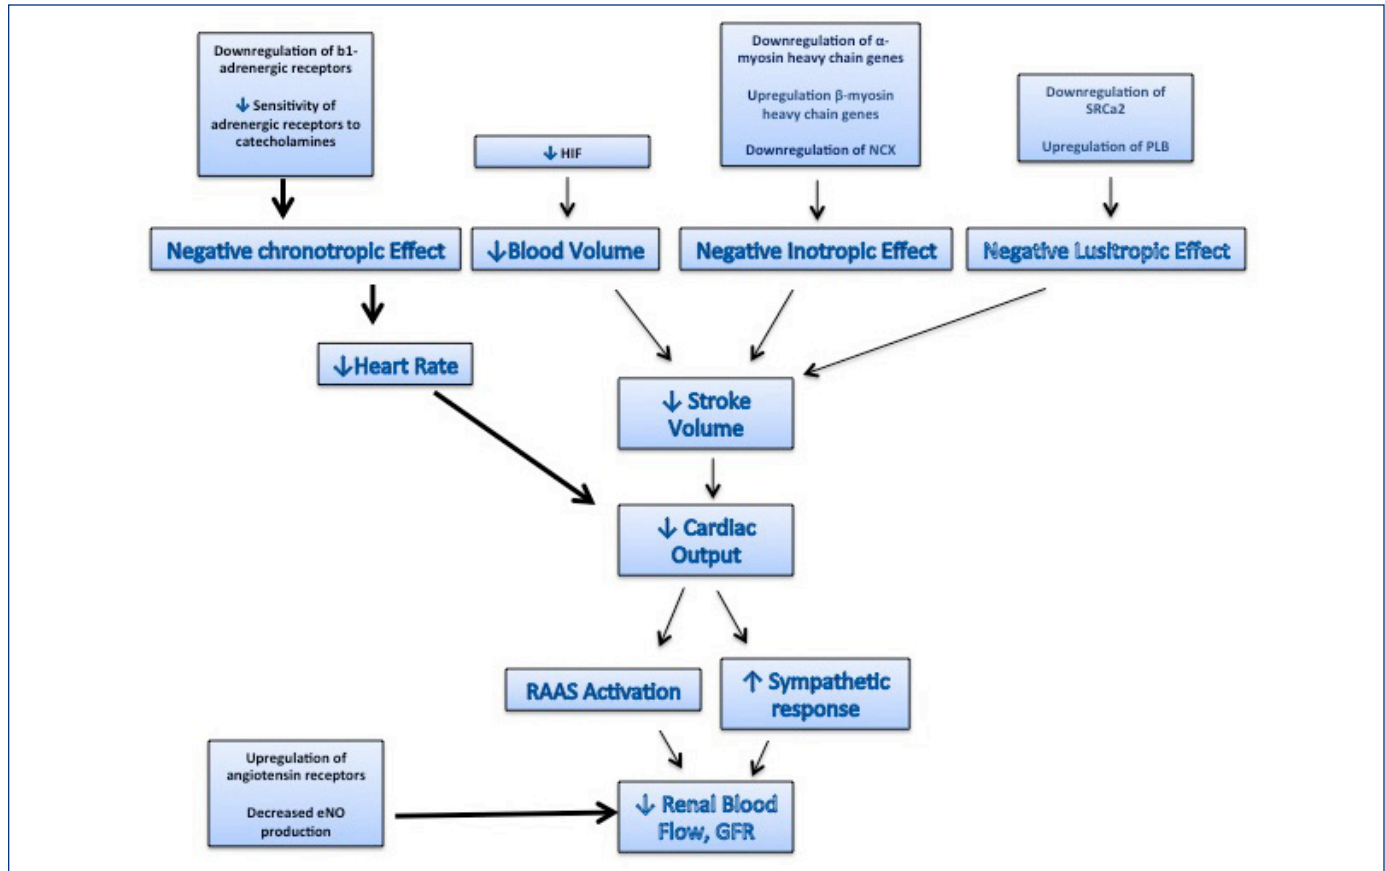 Downregulation of b1-
adrenergic receptors
↓ Sensitivity of
adrenergic receptors to
catecholamines
↓ HIF
Downregulation of α-
myosin heavy chain genes
Upregulation β-myosin
heavy chain genes
Downregulation of NCX
Downregulation of
SRCa2
Upregulation of PLB
Negative chronotropic Effect
↓Blood Volume
Negative Inotropic Effect
Negative Lusitropic Effect
↓Heart Rate
↓ Stroke
Volume
↓ Cardiac
Output
RAAS Activation
↑ Sympathetic
response
Upregulation of
angiotensin receptors
Decreased eNO
production
↓ Renal Blood
Flow, GFR